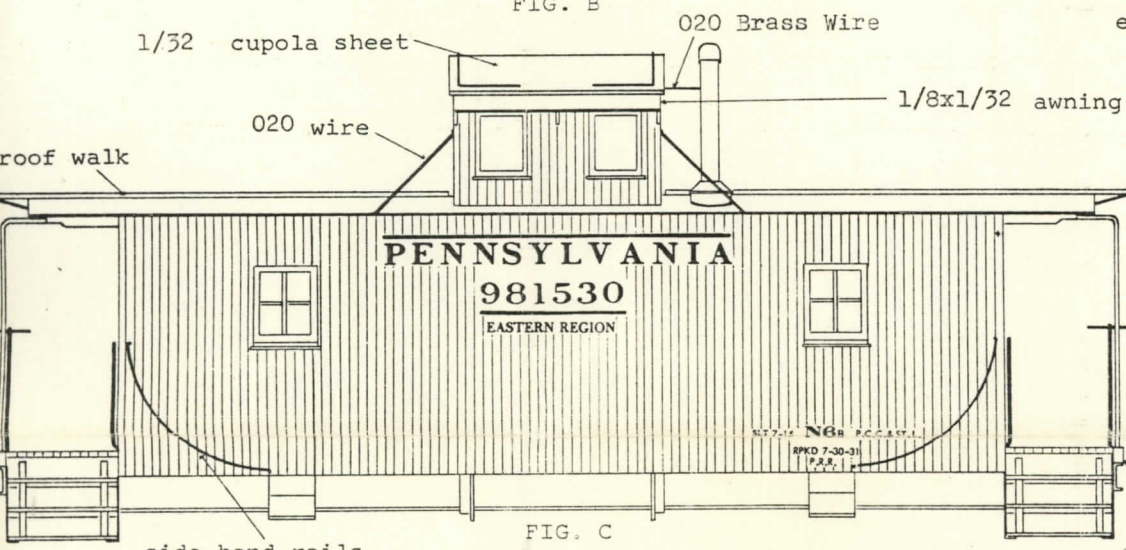 FIG. B
020 Brass Wire
1/32 cupola sheet
1/8x1/32 awning
020 wire
roof walk
PENNSYLVANIA
981530
EASTERN REGION
N6B P.C.C.&ST.L.
RPKD 7-30-31
P.R.R.
FIG. C
side hand rails